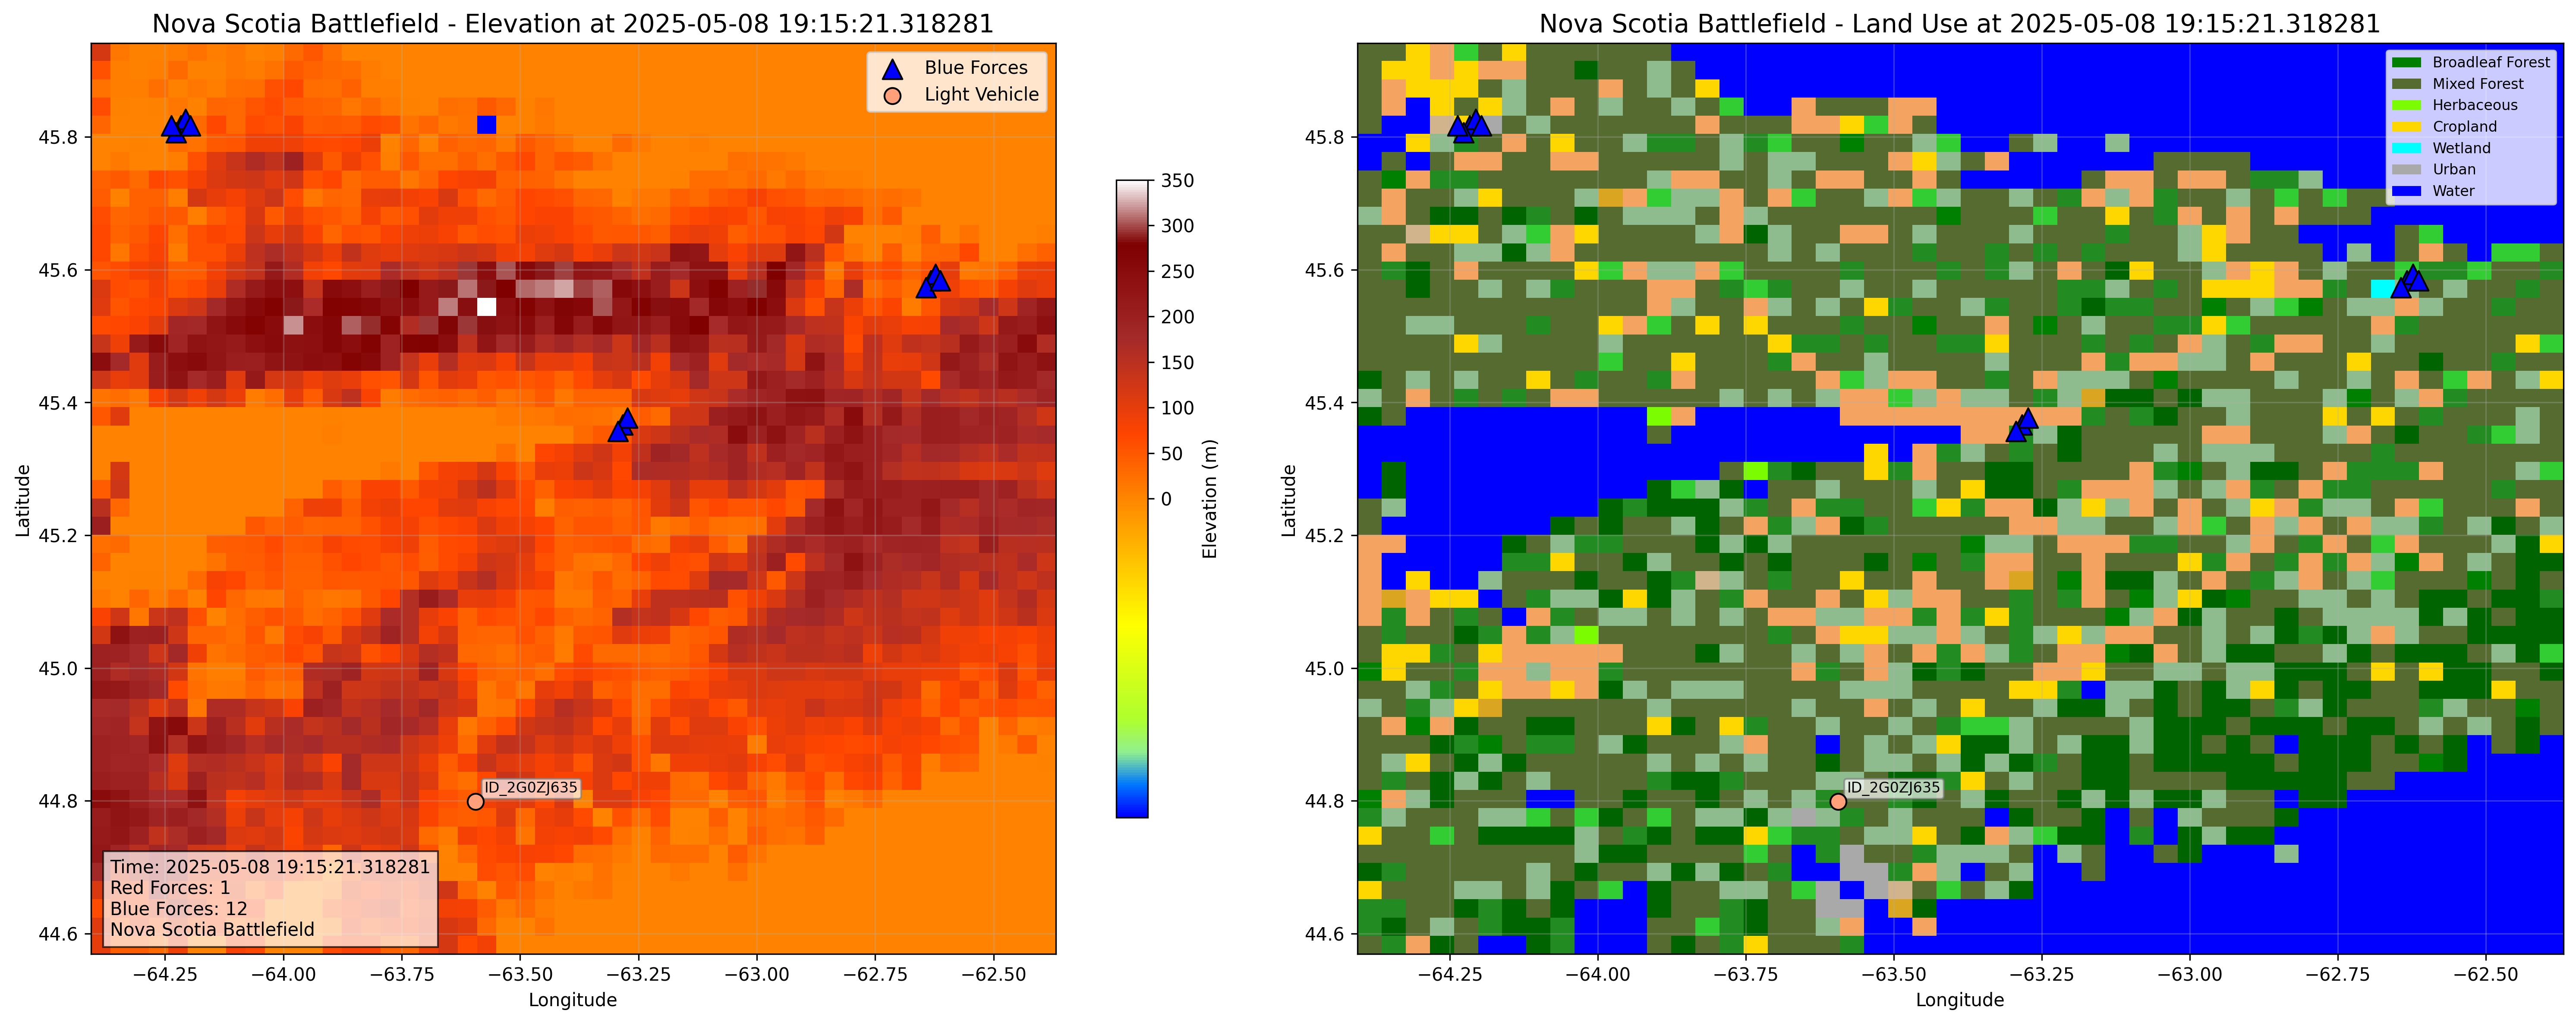 Nova Scotia Battlefield - Elevation at 2025-05-08 19:15:21.318281
Blue Forces
Light Vehicle
45.8
45.6
45.4
45.2
45.0
44.8
44.6
Latitude
ID_2G0ZJ635
Time: 2025-05-08 19:15:21.318281
Red Forces: 1
Blue Forces: 12
Nova Scotia Battlefield
−64.25
−64.00
−63.75
−63.50
−63.25
−63.00
−62.75
−62.50
Longitude
350
300
250
200
150
100
50
0
Elevation (m)
Nova Scotia Battlefield - Land Use at 2025-05-08 19:15:21.318281
Broadleaf Forest
Mixed Forest
Herbaceous
Cropland
Wetland
Urban
Water
45.8
45.6
45.4
45.2
45.0
44.8
44.6
Latitude
ID_2G0ZJ635
−64.25
−64.00
−63.75
−63.50
−63.25
−63.00
−62.75
−62.50
Longitude